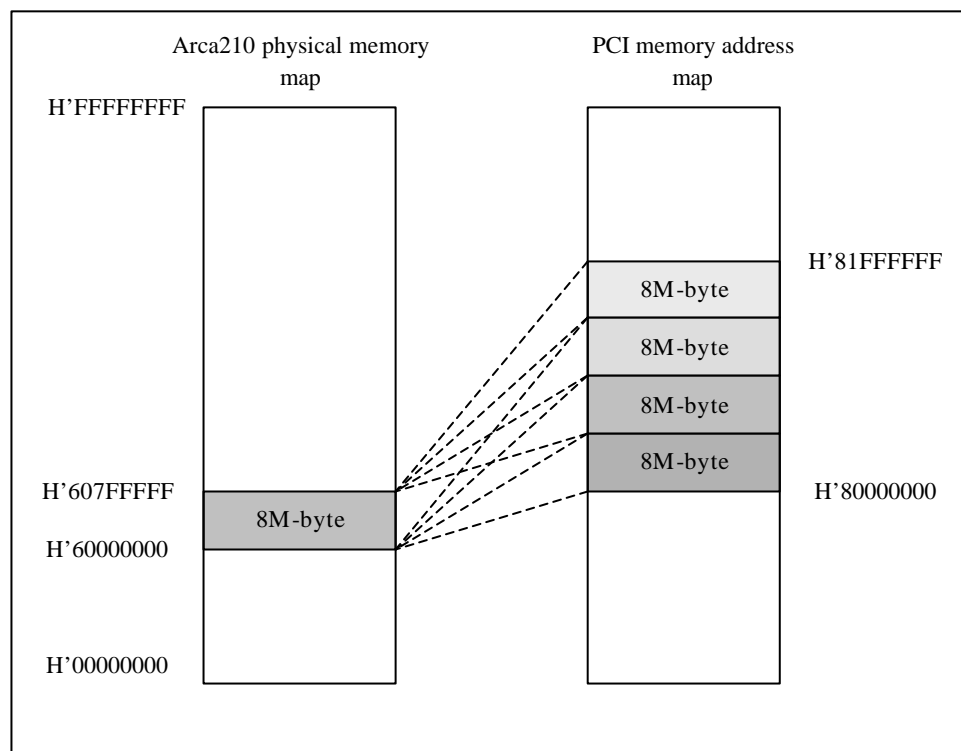 Arca210 physical memory
map
PCI memory address
map
H’FFFFFFFF
H’81FFFFFF
8M-byte
8M-byte
8M-byte
8M-byte
H’80000000
H’607FFFFF
8M-byte
H’60000000
H’00000000